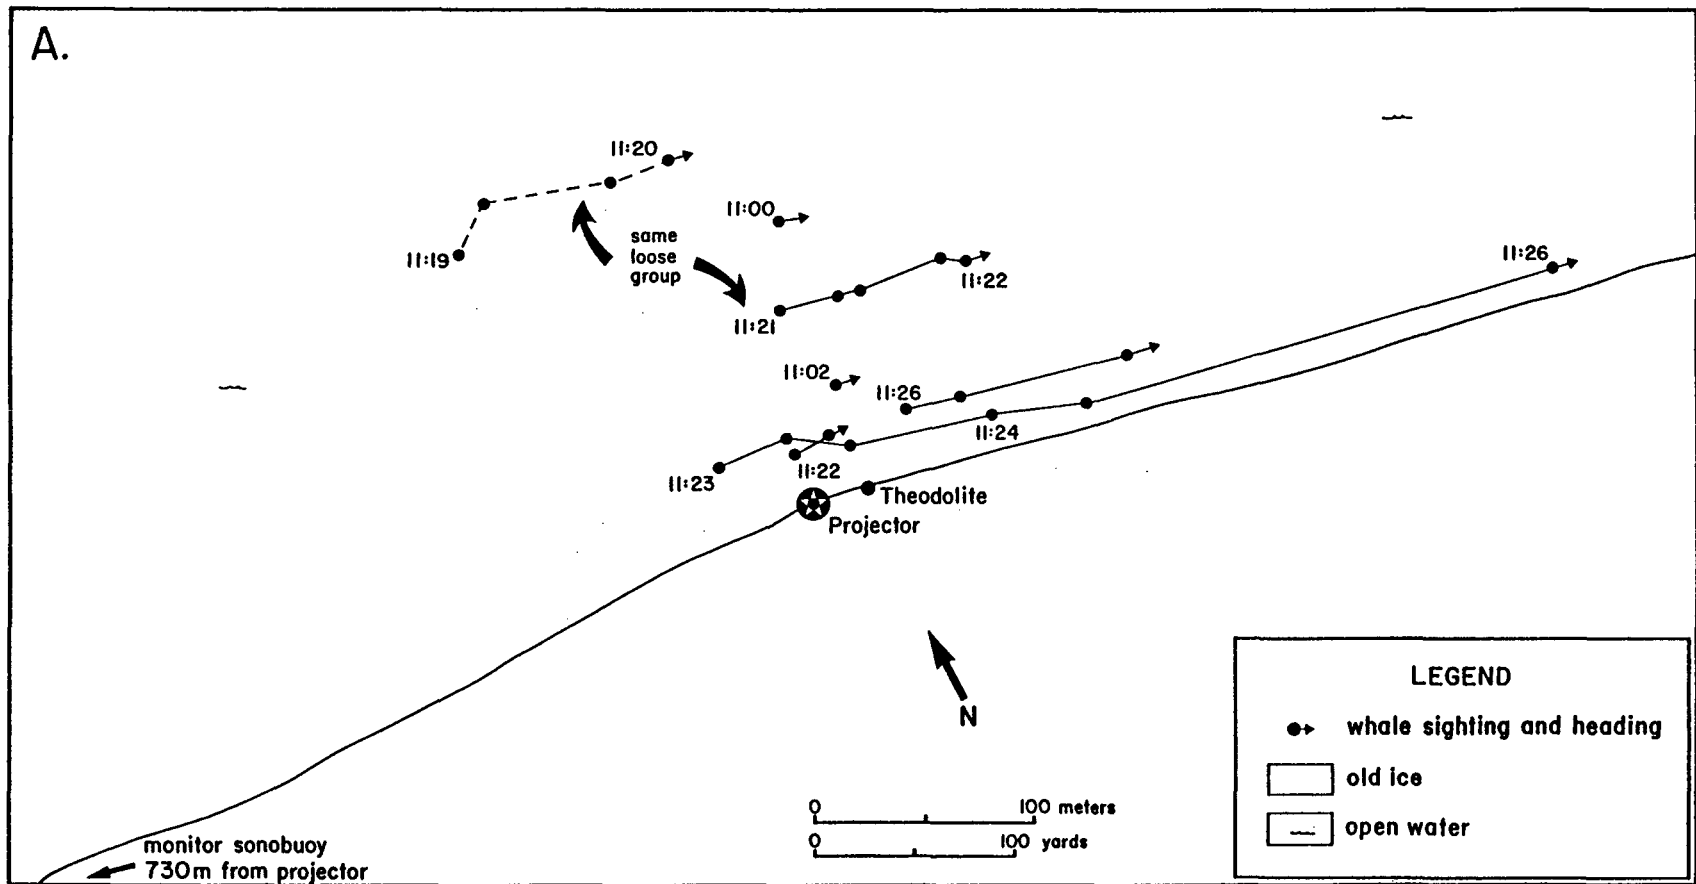 A.
11:20
11:00
same
loose
group
11:19
11:22
11:26
11:21
11:02
11:26
11:24
11:23
11:22
Theodolite
Projector
N
LEGEND
whale sighting and heading
old ice
open water
0 100 meters
0 100 yards
monitor sonobuoy
730m from projector